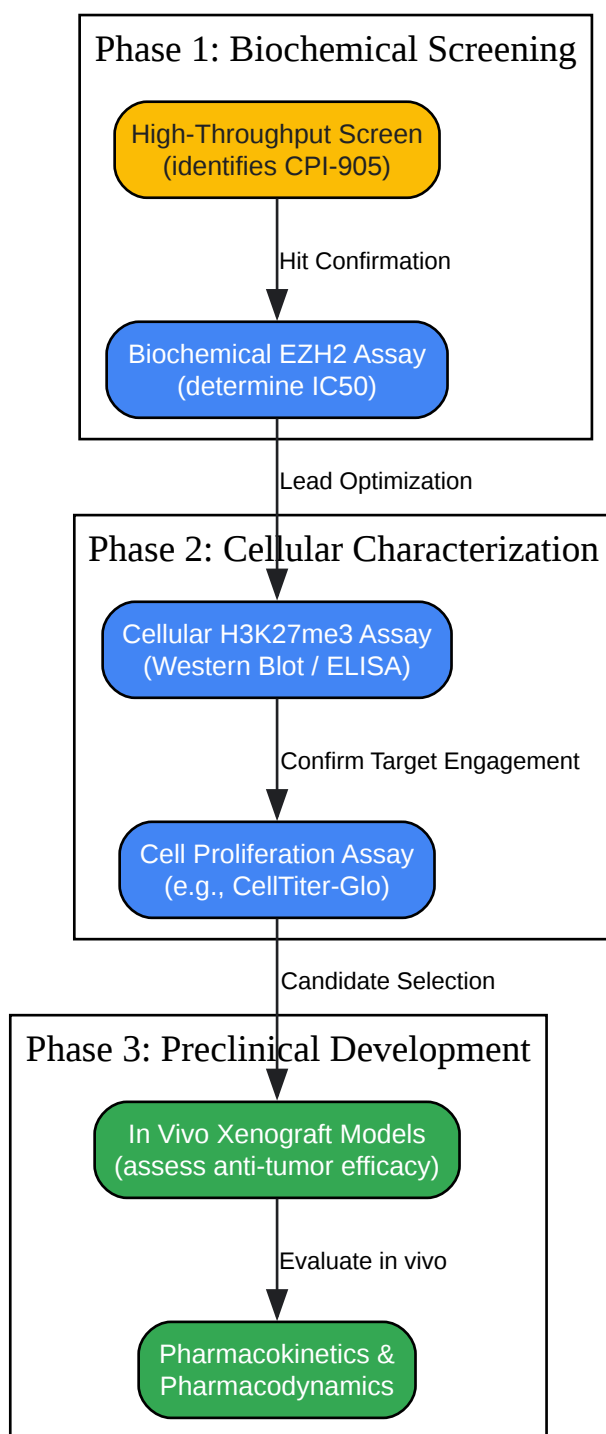 Phase 1: Biochemical Screening
High-Throughput Screen
(identifies CPI-905)
Hit Confirmation
Biochemical EZH2 Assay
(determine IC50)
Lead Optimization
Phase 2: Cellular Characterization
Cellular H3K27me3 Assay
(Western Blot / ELISA)
Confirm Target Engagement
Cell Proliferation Assay
(e.g., CellTiter-Glo)
Candidate Selection
Phase 3: Preclinical Development
In Vivo Xenograft Models
(assess anti-tumor efficacy)
Evaluate in vivo
Pharmacokinetics &
Pharmacodynamics